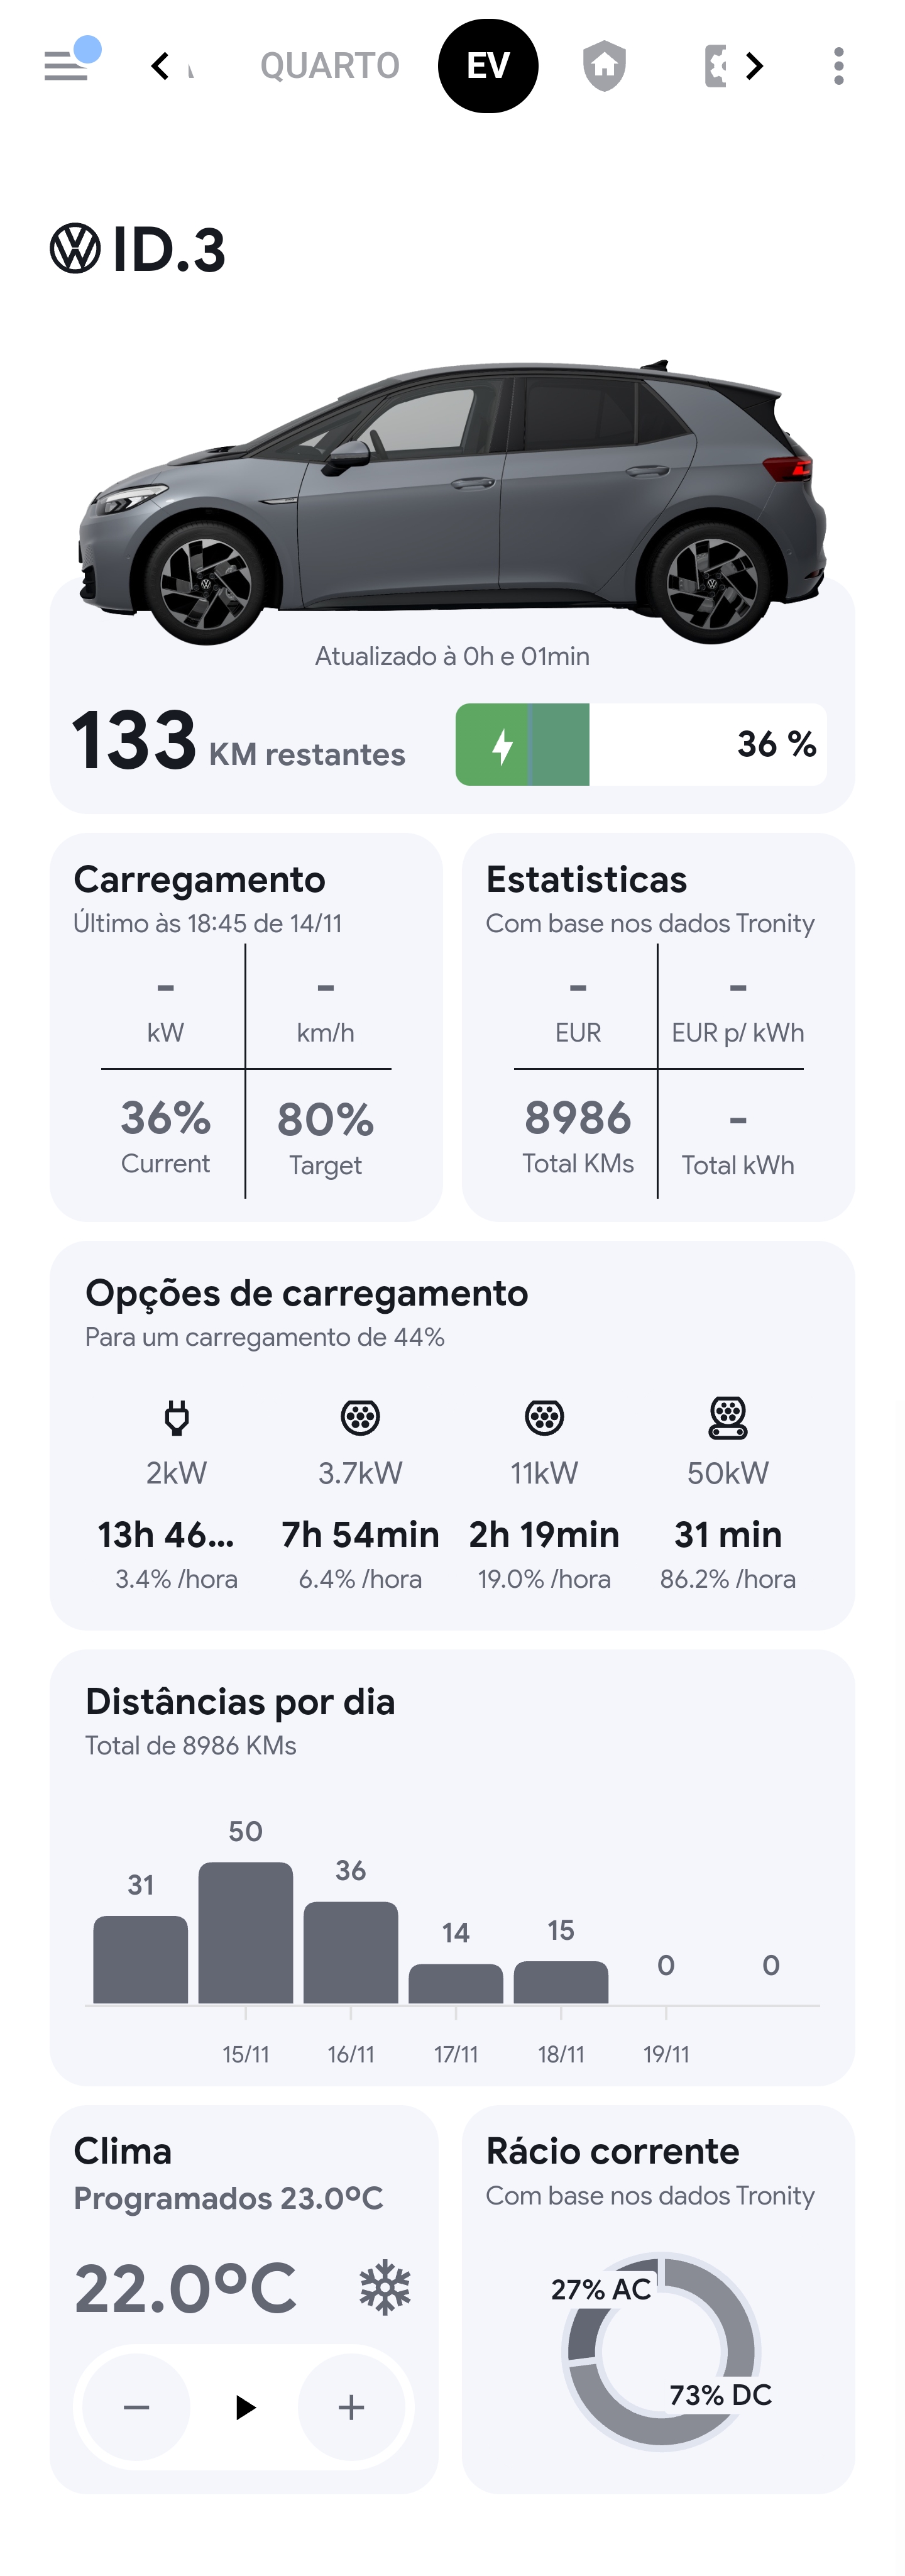 QUARTO
EV
ID.3
Atualizado à 0h e 01min
133 KM restantes
36 %
Carregamento
Último às 18:45 de 14/11
-
kW
-
km/h
36%
Current
80%
Target
Estatisticas
Com base nos dados Tronity
-
EUR
-
EUR p/ kWh
8986
Total KMs
-
Total kWh
Opções de carregamento
Para um carregamento de 44%
2kW
3.7kW
11kW
50kW
13h 46...
7h 54min
2h 19min
31 min
3.4% /hora
6.4% /hora
19.0% /hora
86.2% /hora
Distâncias por dia
Total de 8986 KMs
31
50
36
14
15
0
0
15/11
16/11
17/11
18/11
19/11
Clima
Programados 23.0ºC
22.0ºC
Rácio corrente
Com base nos dados Tronity
27% AC
73% DC